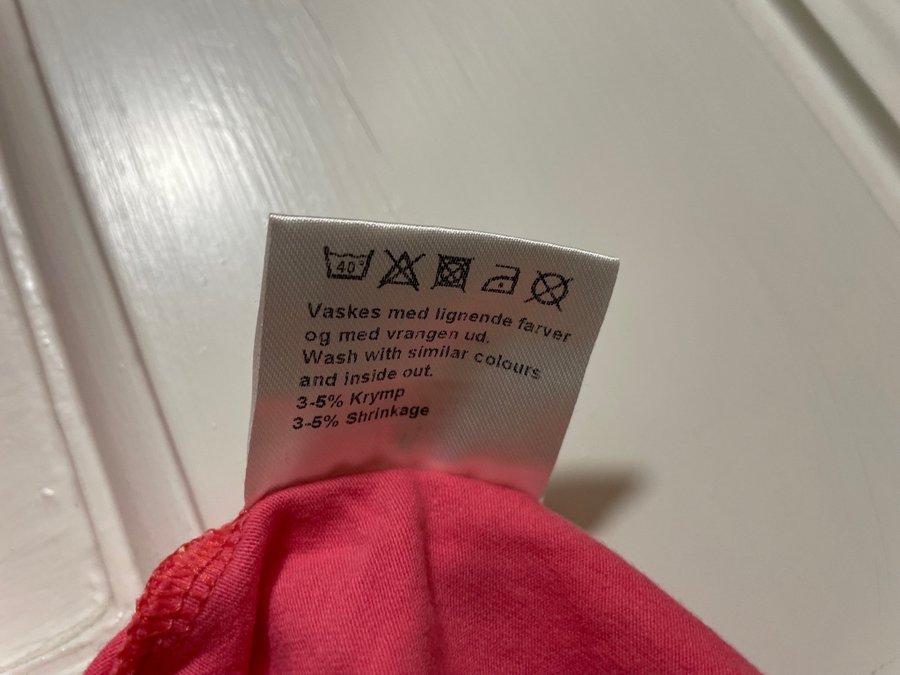 40°
Vaskes med lignende farver
og med vrangen ud.
Wash with similar colours
and inside out.
3-5% Krymp
3-5% Shrinkage